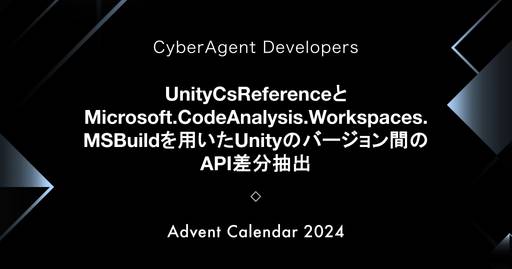 CyberAgent Developers
UnityCsReferenceと
Microsoft.CodeAnalysis.Workspaces.
MSBuildを用いたUnityのバージョン間の
API差分抽出
Advent Calendar 2024